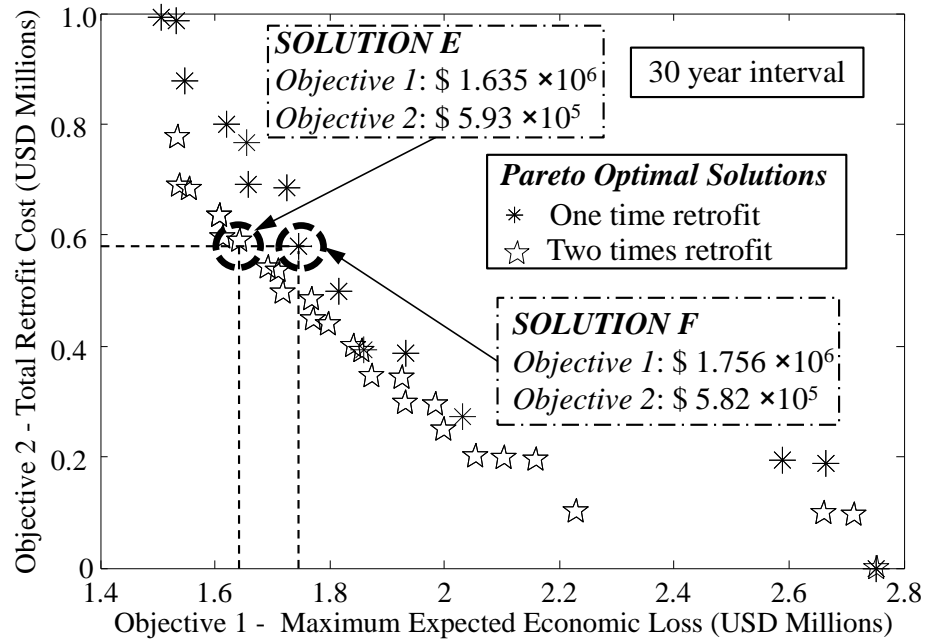 Objective 2 - Total Retrofit Cost (USD Millions)
1.0
0.8
0.6
0.4
0.2
0
SOLUTION E
Objective 1: $ 1.635 ×10⁶
Objective 2: $ 5.93 ×10⁵
30 year interval
Pareto Optimal Solutions
One time retrofit
Two times retrofit
SOLUTION F
Objective 1: $ 1.756 ×10⁶
Objective 2: $ 5.82 ×10⁵
1.4 1.6 1.8 2 2.2 2.4 2.6 2.8
Objective 1 - Maximum Expected Economic Loss (USD Millions)